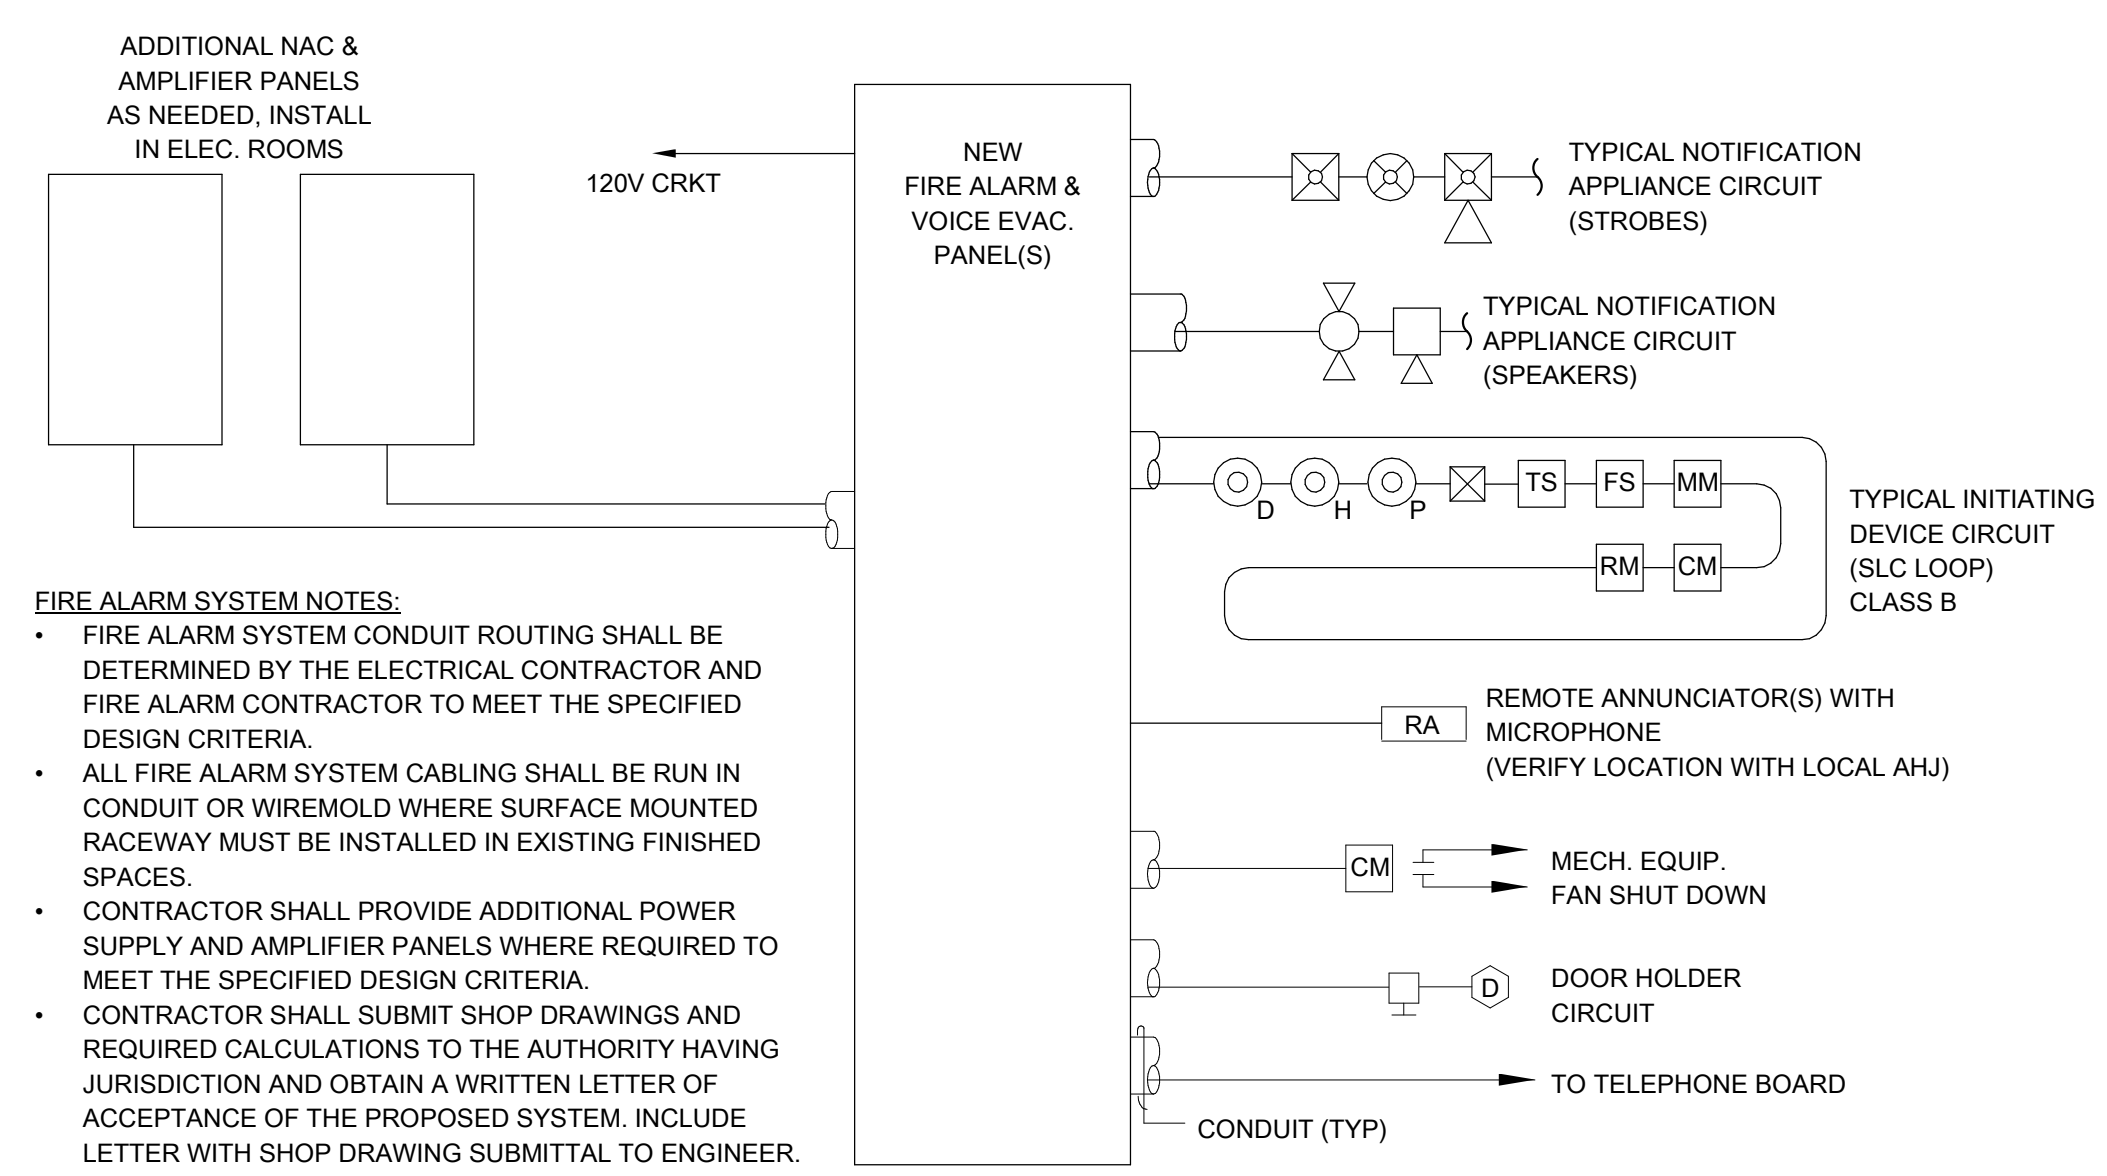 ADDITIONAL NAC &
AMPLIFIER PANELS
AS NEEDED, INSTALL
IN ELEC. ROOMS
120V CRKT
NEW
FIRE ALARM &
VOICE EVAC.
PANEL(S)
TYPICAL NOTIFICATION
APPLIANCE CIRCUIT
(STROBES)
TYPICAL NOTIFICATION
APPLIANCE CIRCUIT
(SPEAKERS)
D H P TS FS MM
RM CM
TYPICAL INITIATING
DEVICE CIRCUIT
(SLC LOOP)
CLASS B
RA
REMOTE ANNUNCIATOR(S) WITH
MICROPHONE
(VERIFY LOCATION WITH LOCAL AHJ)
CM
MECH. EQUIP.
FAN SHUT DOWN
D
DOOR HOLDER
CIRCUIT
TO TELEPHONE BOARD
CONDUIT (TYP)
FIRE ALARM SYSTEM NOTES:
• FIRE ALARM SYSTEM CONDUIT ROUTING SHALL BE
DETERMINED BY THE ELECTRICAL CONTRACTOR AND
FIRE ALARM CONTRACTOR TO MEET THE SPECIFIED
DESIGN CRITERIA.
• ALL FIRE ALARM SYSTEM CABLING SHALL BE RUN IN
CONDUIT OR WIREMOLD WHERE SURFACE MOUNTED
RACEWAY MUST BE INSTALLED IN EXISTING FINISHED
SPACES.
• CONTRACTOR SHALL PROVIDE ADDITIONAL POWER
SUPPLY AND AMPLIFIER PANELS WHERE REQUIRED TO
MEET THE SPECIFIED DESIGN CRITERIA.
• CONTRACTOR SHALL SUBMIT SHOP DRAWINGS AND
REQUIRED CALCULATIONS TO THE AUTHORITY HAVING
JURISDICTION AND OBTAIN A WRITTEN LETTER OF
ACCEPTANCE OF THE PROPOSED SYSTEM. INCLUDE
LETTER WITH SHOP DRAWING SUBMITTAL TO ENGINEER.